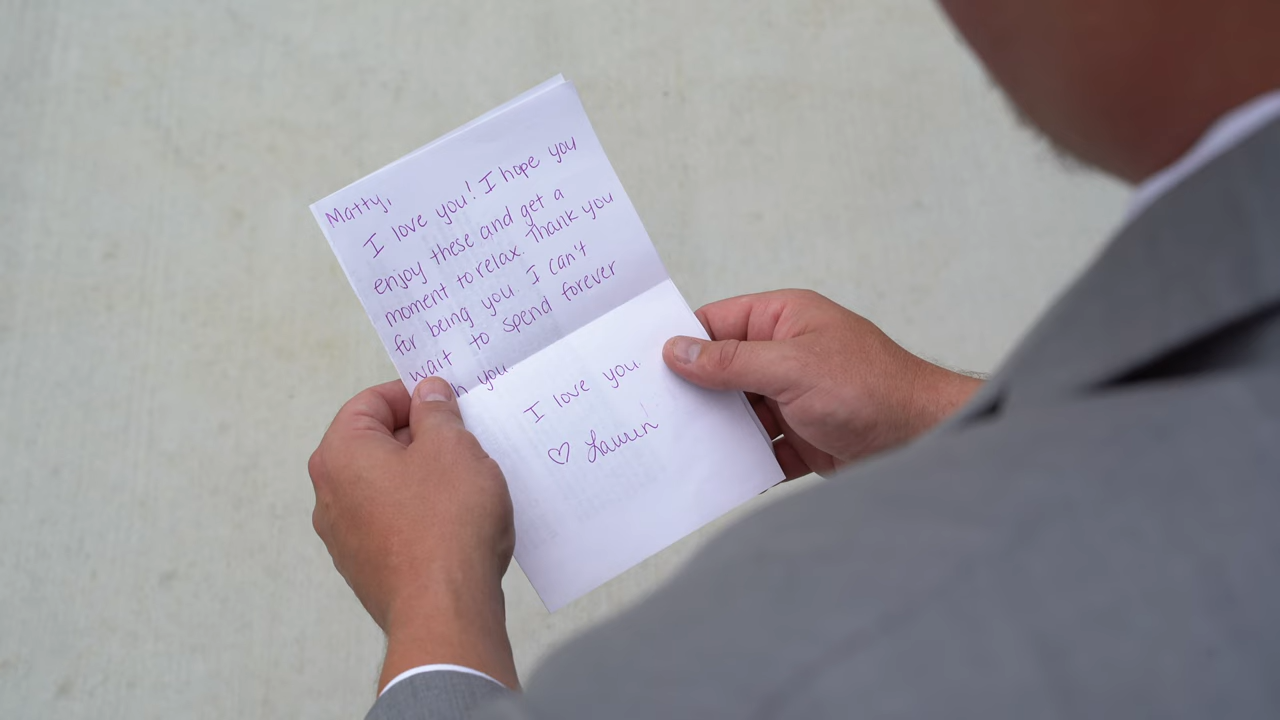 Matty,
I love you! I hope you
enjoy these and get a
moment to relax. Thank you
for being you I can't
wait to spend forever
h you.
I love you.
♡ Lauren